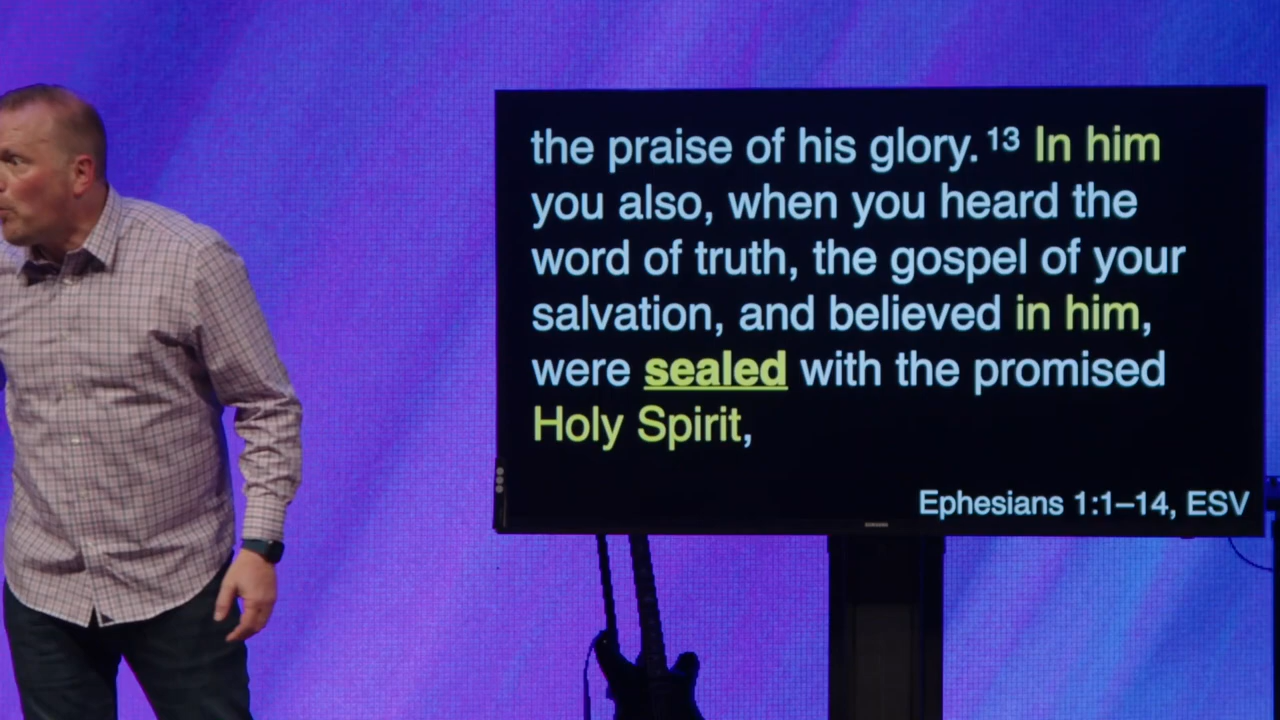 the praise of his glory. ¹³ In him
you also, when you heard the
word of truth, the gospel of your
salvation, and believed in him,
were sealed with the promised
Holy Spirit,
Ephesians 1:1–14, ESV
SAMSUNG